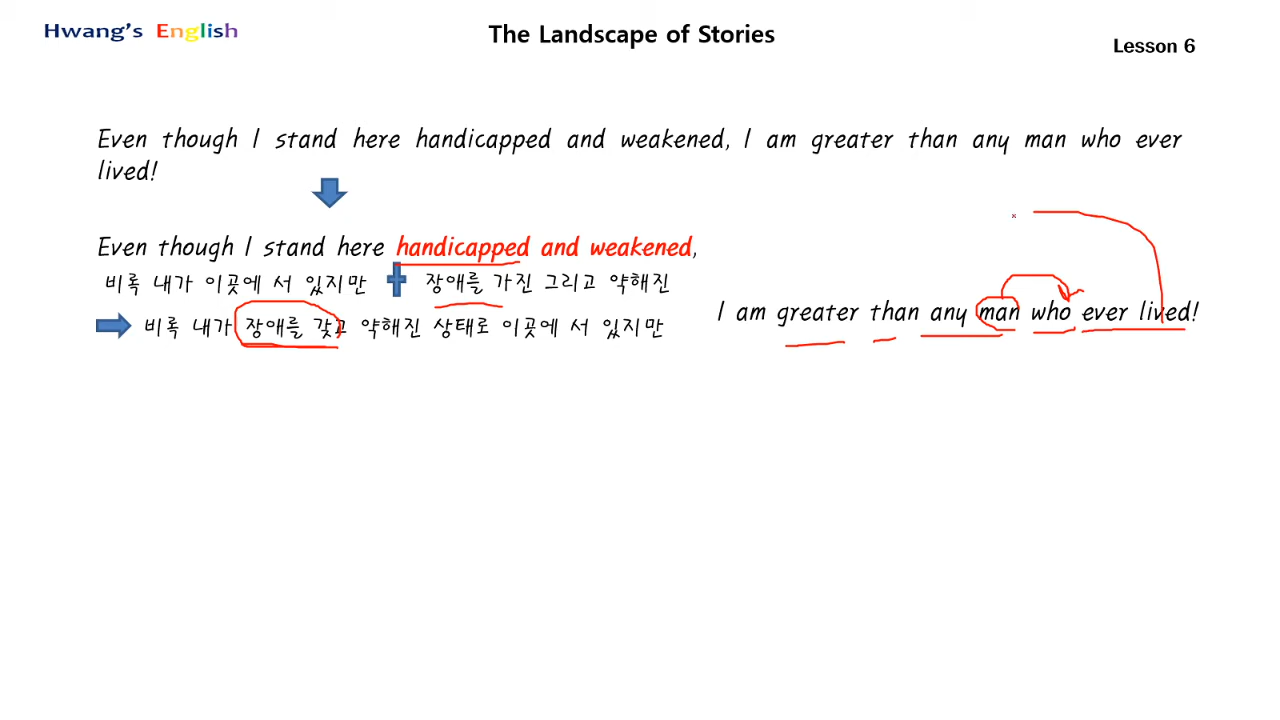 Hwang's English
The Landscape of Stories
Lesson 6
Even though I stand here handicapped and weakened, I am greater than any man who ever
lived!
Even though I stand here handicapped and weakened,
비록 내가 이곳에 서 있지만 장애를 가진 그리고 약해진
I am greater than any man who ever lived!
비록 내가 장애를 갖고 약해진 상태로 이곳에 서 있지만